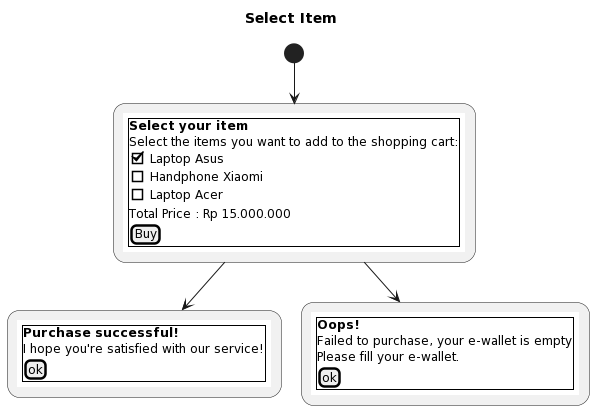 Select Item
Select your item
Select the items you want to add to the shopping cart:
Laptop Asus
Handphone Xiaomi
Laptop Acer
Total Price : Rp 15.000.000
Buy
Purchase successful!
I hope you're satisfied with our service!
ok
Oops!
Failed to purchase, your e-wallet is empty
Please fill your e-wallet.
ok